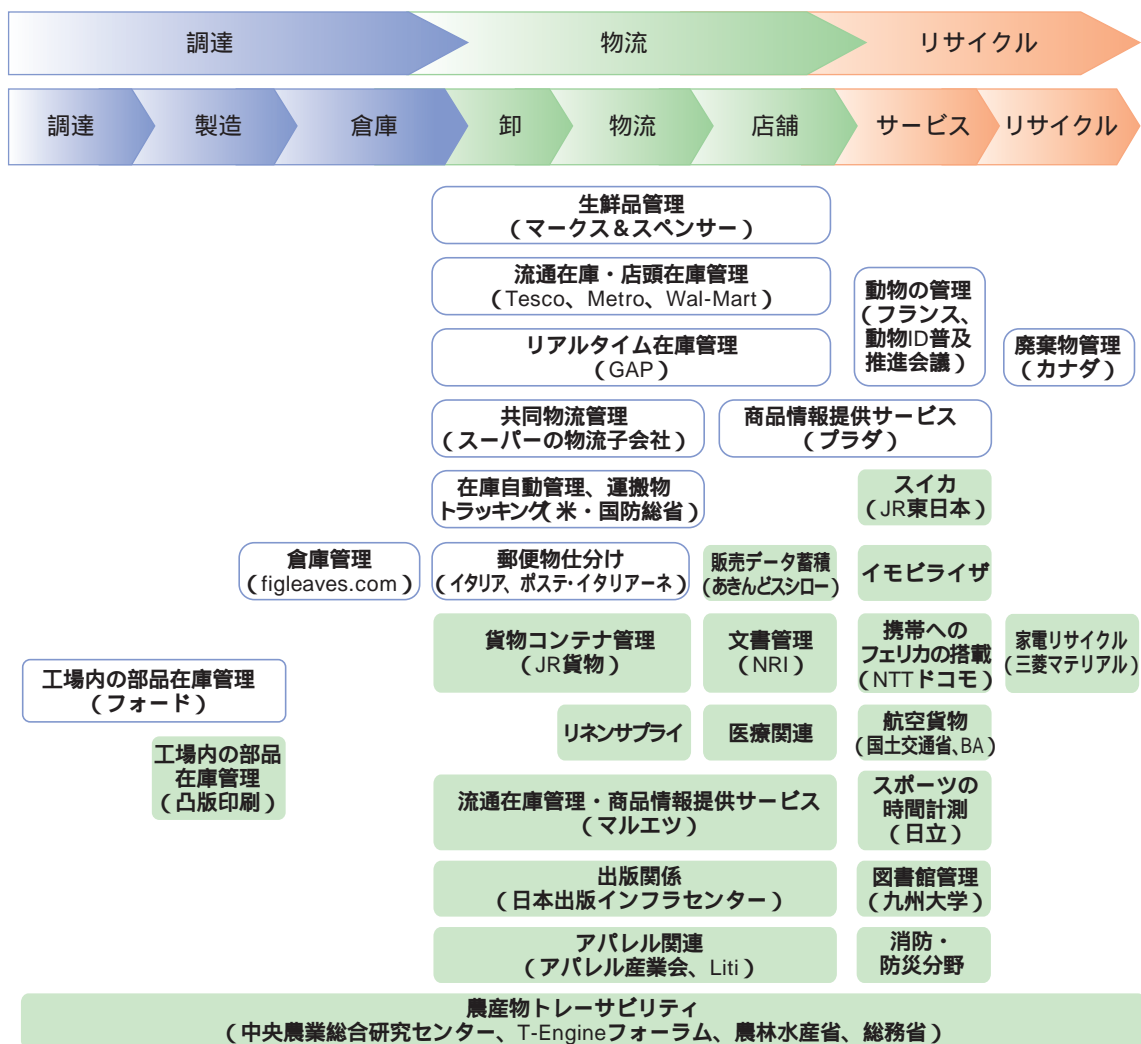 調達
物流
リサイクル
調達
製造
倉庫
卸
物流
店舗
サービス
リサイクル
生鮮品管理
（マークス＆スペンサー）
流通在庫・店頭在庫管理
（Tesco、Metro、Wal-Mart）
リアルタイム在庫管理
（GAP）
動物の管理
（フランス、
動物ID普及
推進会議）
廃棄物管理
（カナダ）
共同物流管理
（スーパーの物流子会社）
商品情報提供サービス
（プラダ）
在庫自動管理、運搬物
トラッキング（米・国防総省）
スイカ
（JR東日本）
倉庫管理
（figleaves.com）
郵便物仕分け
（イタリア、ポステ・イタリアーネ）
販売データ蓄積
（あきんどスシロー）
イモビライザ
貨物コンテナ管理
（JR貨物）
文書管理
（NRI）
携帯への
フェリカの搭載
（NTTドコモ）
家電リサイクル
（三菱マテリアル）
工場内の部品在庫管理
（フォード）
リネンサプライ
医療関連
航空貨物
（国土交通省、BA）
工場内の部品
在庫管理
（凸版印刷）
流通在庫管理・商品情報提供サービス
（マルエツ）
スポーツの
時間計測
（日立）
出版関係
（日本出版インフラセンター）
図書館管理
（九州大学）
アパレル関連
（アパレル産業会、Liti）
消防・
防災分野
農産物トレーサビリティ
（中央農業総合研究センター、T-Engineフォーラム、農林水産省、総務省）